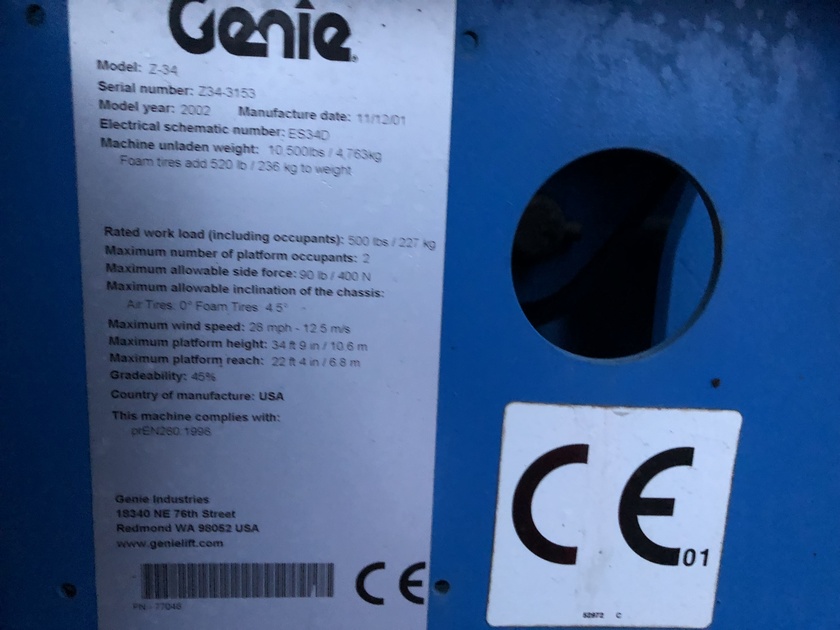 Genie
Model: Z-34
Serial number: Z34-3153
Model year: 2002 Manufacture date: 11/12/01
Electrical schematic number: ES34D
Machine unladen weight: 10,500lbs / 4,763kg
Foam tires add 520 lb / 236 kg to weight
Rated work load (including occupants): 500 lbs / 227 kg
Maximum number of platform occupants: 2
Maximum allowable side force: 90 lb / 400 N
Maximum allowable inclination of the chassis:
Air Tires: 0° Foam Tires: 4.5°
Maximum wind speed: 28 mph - 12.5 m/s
Maximum platform height: 34 ft 9 in / 10.6 m
Maximum platform reach: 22 ft 4 in / 6.8 m
Gradeability: 45%
Country of manufacture: USA
This machine complies with:
prEN280:1996
Genie Industries
18340 NE 76th Street
Redmond WA 98052 USA
www.genielift.com
CE
PN - 77046
CE 01
52972 C